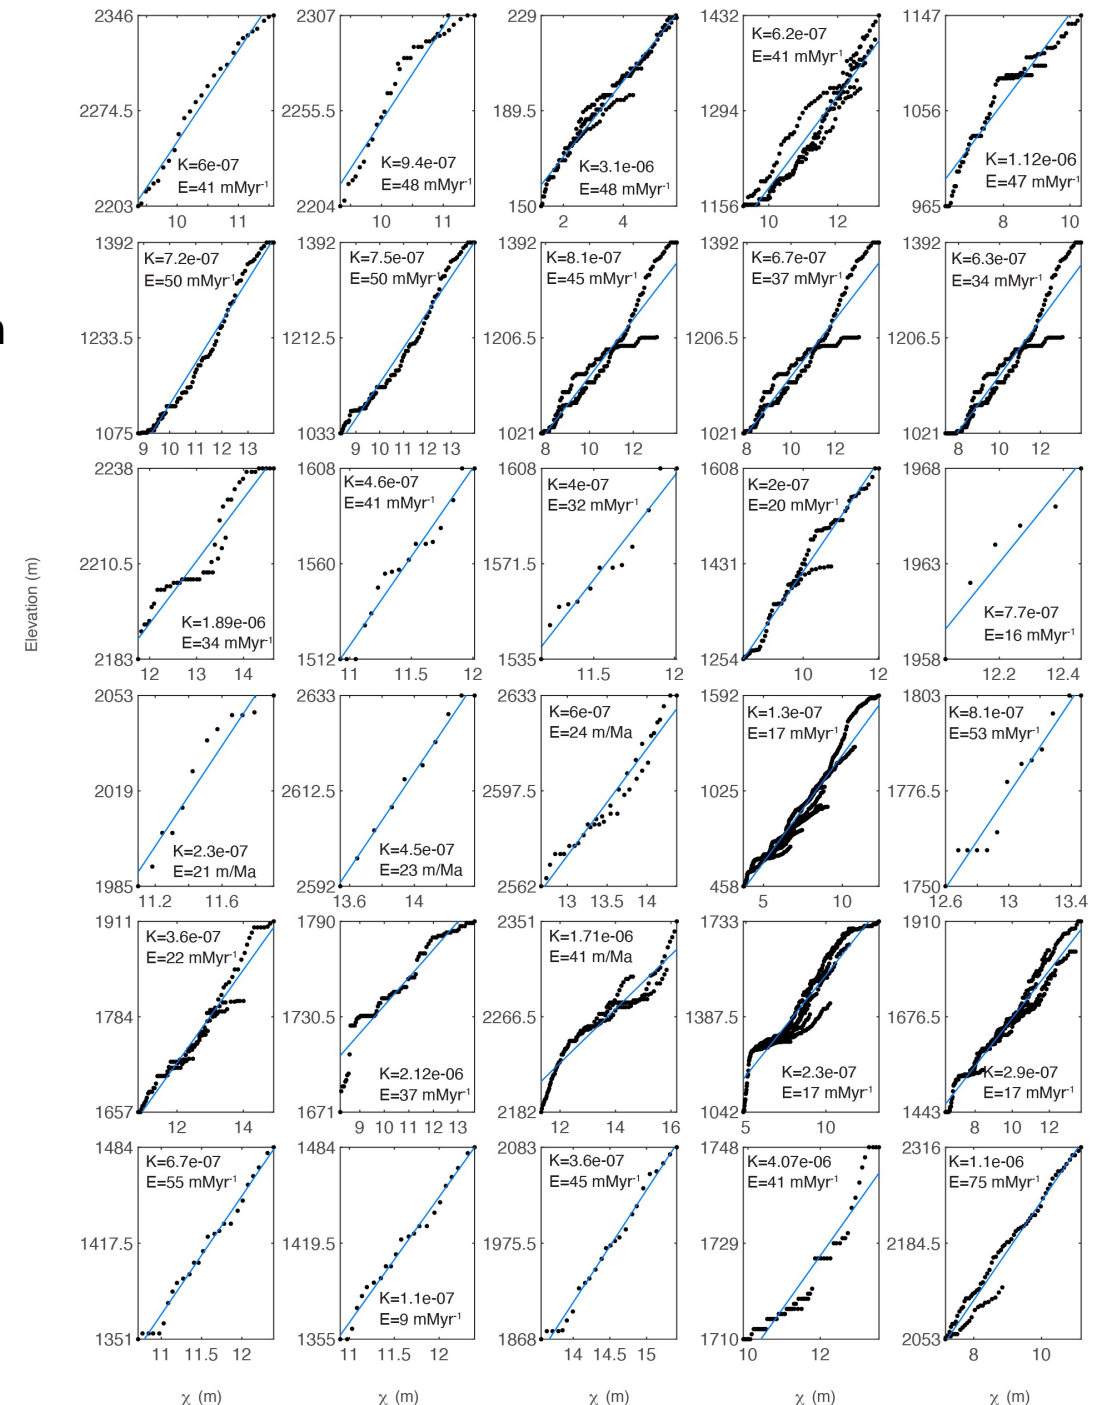 2346
2274.5
2203
10 11
K=6e-07
E=41 mMyr-1
2307
2255.5
2204
10 11
K=9.4e-07
E=48 mMyr-1
229
189.5
150
2 4
K=3.1e-06
E=48 mMyr-1
1432
1294
1156
10 12
K=6.2e-07
E=41 mMyr-1
1147
1056
965
8 10
K=1.12e-06
E=47 mMyr-1
1392
1233.5
1075
9 10 11 12 13
K=7.2e-07
E=50 mMyr-1
1392
1212.5
1033
9 10 11 12 13
K=7.5e-07
E=50 mMyr-1
1392
1206.5
1021
8 10 12
K=8.1e-07
E=45 mMyr-1
1392
1206.5
1021
8 10 12
K=6.7e-07
E=37 mMyr-1
1392
1206.5
1021
8 10 12
K=6.3e-07
E=34 mMyr-1
Elevation (m)
2238
2210.5
2183
12 13 14
K=1.89e-06
E=34 mMyr-1
1608
1560
1512
11 11.5 12
K=4.6e-07
E=41 mMyr-1
1608
1571.5
1535
11.5 12
K=4e-07
E=32 mMyr-1
1608
1431
1254
10 12
K=2e-07
E=20 mMyr-1
1968
1963
1958
12.2 12.4
K=7.7e-07
E=16 mMyr-1
2053
2019
1985
11.2 11.6
K=2.3e-07
E=21 m/Ma
2633
2612.5
2592
13.6 14
K=4.5e-07
E=23 m/Ma
2633
2597.5
2562
13 13.5 14
K=6e-07
E=24 m/Ma
1592
1025
458
5 10
K=1.3e-07
E=17 mMyr-1
1803
1776.5
1750
12.6 13 13.4
K=8.1e-07
E=53 mMyr-1
1911
1784
1657
12 14
K=3.6e-07
E=22 mMyr-1
1790
1730.5
1671
9 10 11 12 13
K=2.12e-06
E=37 mMyr-1
2351
2266.5
2182
12 14 16
K=1.71e-06
E=41 m/Ma
1733
1387.5
1042
5 10
K=2.3e-07
E=17 mMyr-1
1910
1676.5
1443
8 10 12
K=2.9e-07
E=17 mMyr-1
1484
1417.5
1351
11 11.5 12
K=6.7e-07
E=55 mMyr-1
χ (m)
1484
1419.5
1355
11 12
K=1.1e-07
E=9 mMyr-1
χ (m)
2083
1975.5
1868
14 14.5 15
K=3.6e-07
E=45 mMyr-1
χ (m)
1748
1729
1710
10 12
K=4.07e-06
E=41 mMyr-1
χ (m)
2316
2184.5
2053
8 10
K=1.1e-06
E=75 mMyr-1
χ (m)